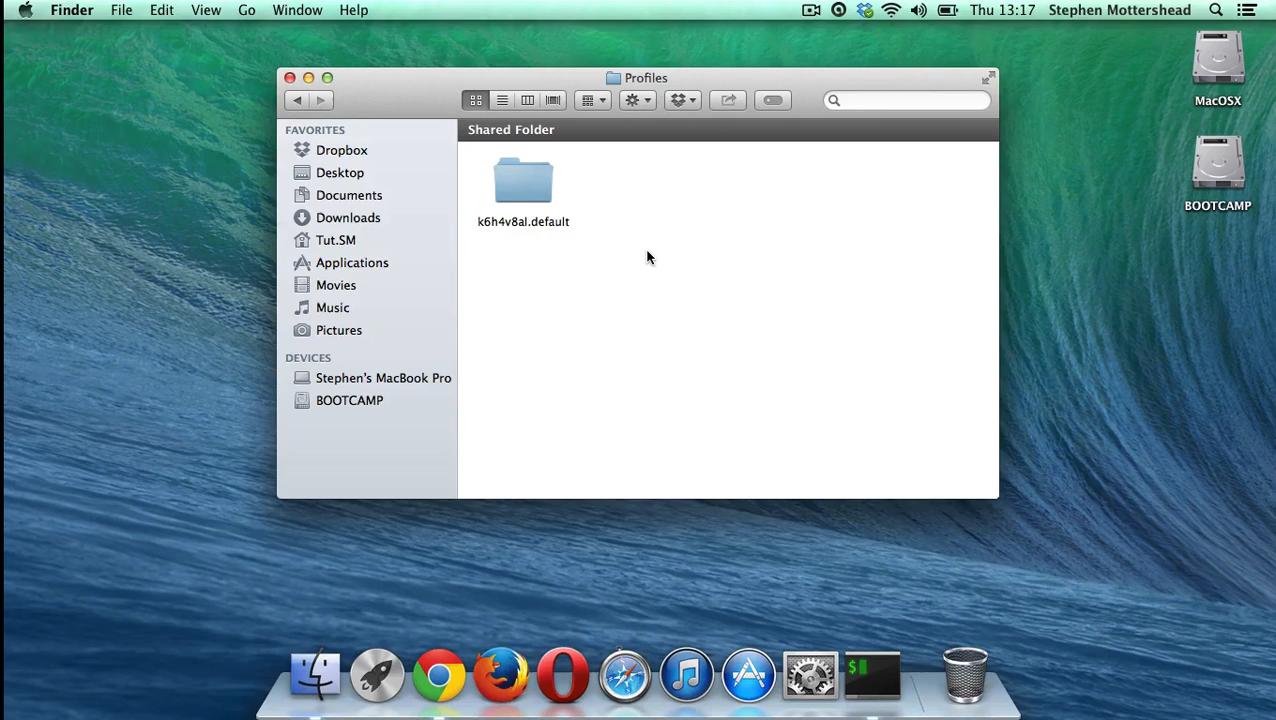 Finder File Edit View Go Window Help Thu 13:17 Stephen Mottershead
Profiles
FAVORITES
Dropbox
Desktop
Documents
Downloads
Tut.SM
Applications
Movies
Music
Pictures
DEVICES
Stephen's MacBook Pro
BOOTCAMP
Shared Folder
k6h4v8al.default
MacOSX
BOOTCAMP
$